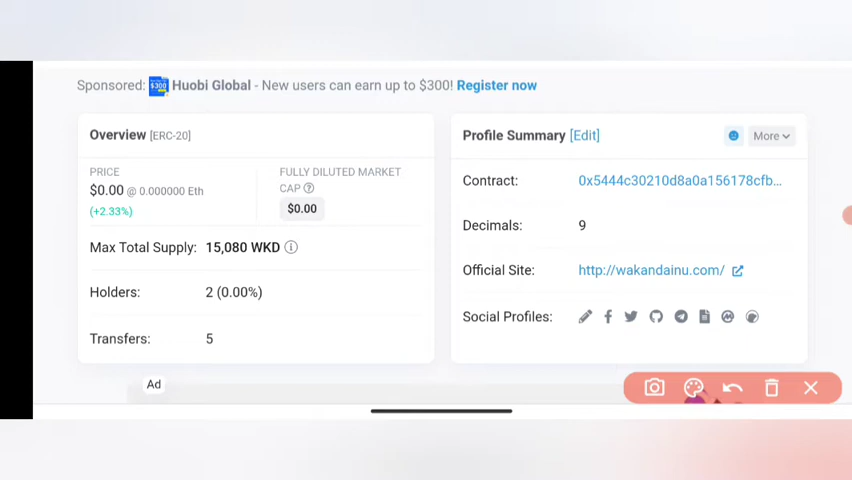 Sponsored: $300 Huobi Global - New users can earn up to $300! Register now
Overview [ERC-20]
PRICE
$0.00 @ 0.000000 Eth
(+2.33%)
FULLY DILUTED MARKET
CAP
$0.00
Max Total Supply: 15,080 WKD
Holders: 2 (0.00%)
Transfers: 5
Profile Summary [Edit]
More
Contract: 0x5444c30210d8a0a156178cfb...
Decimals: 9
Official Site: http://wakandainu.com/
Social Profiles:
Ad